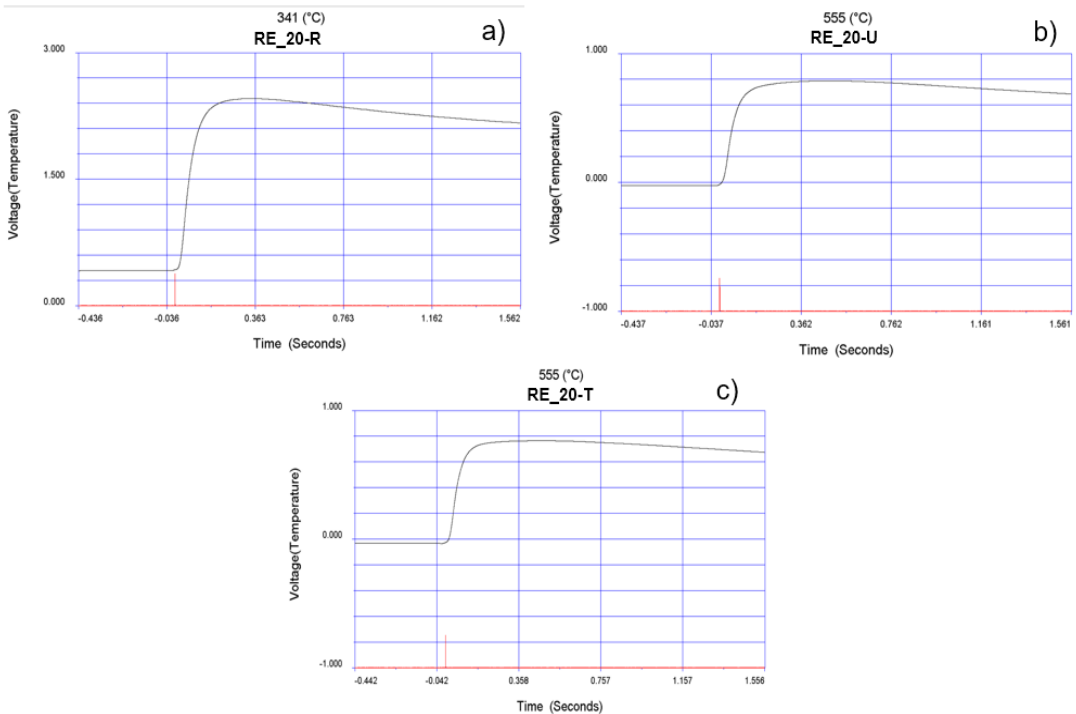 341 (°C)
RE_20-R
a)
3.000
1.500
0.000
Voltage(Temperature)
-0.436 -0.036 0.363 0.763 1.162 1.562
Time (Seconds)
555 (°C)
RE_20-U
b)
1.000
0.000
-1.000
Voltage(Temperature)
-0.437 -0.037 0.362 0.762 1.161 1.561
Time (Seconds)
555 (°C)
RE_20-T
c)
1.000
0.000
-1.000
Voltage(Temperature)
-0.442 -0.042 0.358 0.757 1.157 1.556
Time (Seconds)